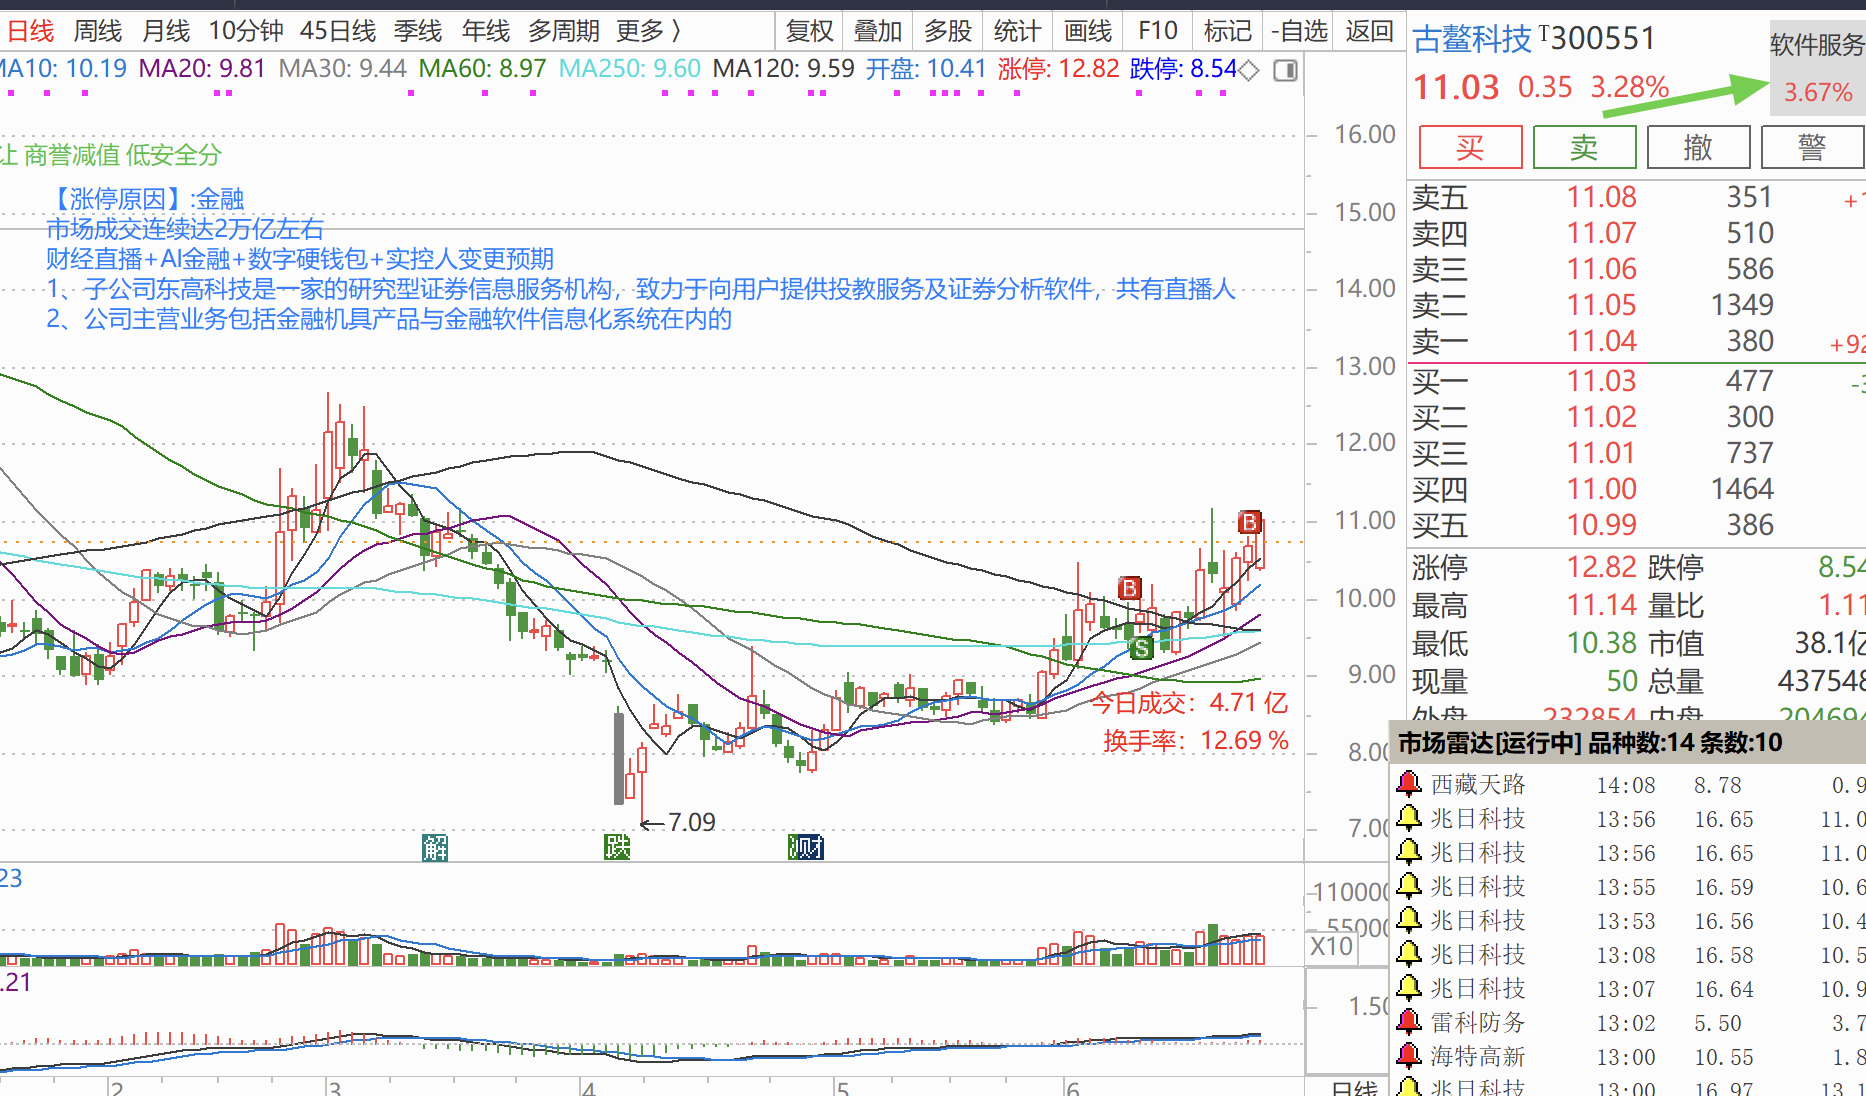 日线 周线 月线 10分钟 45日线 季线 年线 多周期 更多 〉 复权 叠加 多股 统计 画线 F10 标记 -自选 返回
MA10: 10.19 MA20: 9.81 MA30: 9.44 MA60: 8.97 MA250: 9.60 MA120: 9.59 开盘: 10.41 涨停: 12.82 跌停: 8.54
让 商誉减值 低安全分
【涨停原因】:金融
市场成交连续达2万亿左右
财经直播+AI金融+数字硬钱包+实控人变更预期
1、子公司东高科技是一家的研究型证券信息服务机构，致力于向用户提供投教服务及证券分析软件，共有直播人
2、公司主营业务包括金融机具产品与金融软件信息化系统在内的
16.00
15.00
14.00
13.00
12.00
11.00
10.00
9.00
8.00
7.00
B
B
S
今日成交：4.71 亿
换手率：12.69 %
7.09
解
跌
财
23
110000
55000
X10
.21
1.50
2 3 4 5 6 日线
古鳌科技 T300551
软件服务
11.03 0.35 3.28%
3.67%
买 卖 撤 警
卖五 11.08 351
卖四 11.07 510
卖三 11.06 586
卖二 11.05 1349
卖一 11.04 380 +92
买一 11.03 477
买二 11.02 300
买三 11.01 737
买四 11.00 1464
买五 10.99 386
涨停 12.82 跌停 8.54
最高 11.14 量比 1.11
最低 10.38 市值 38.1亿
现量 50 总量 437548
外盘 232854 内盘 204694
市场雷达[运行中] 品种数:14 条数:10
西藏天路 14:08 8.78 0.9
兆日科技 13:56 16.65 11.0
兆日科技 13:56 16.65 11.0
兆日科技 13:55 16.59 10.6
兆日科技 13:53 16.56 10.4
兆日科技 13:08 16.58 10.5
兆日科技 13:07 16.64 10.9
雷科防务 13:02 5.50 3.7
海特高新 13:00 10.55 1.8
兆日科技 13:00 16.97 13.1